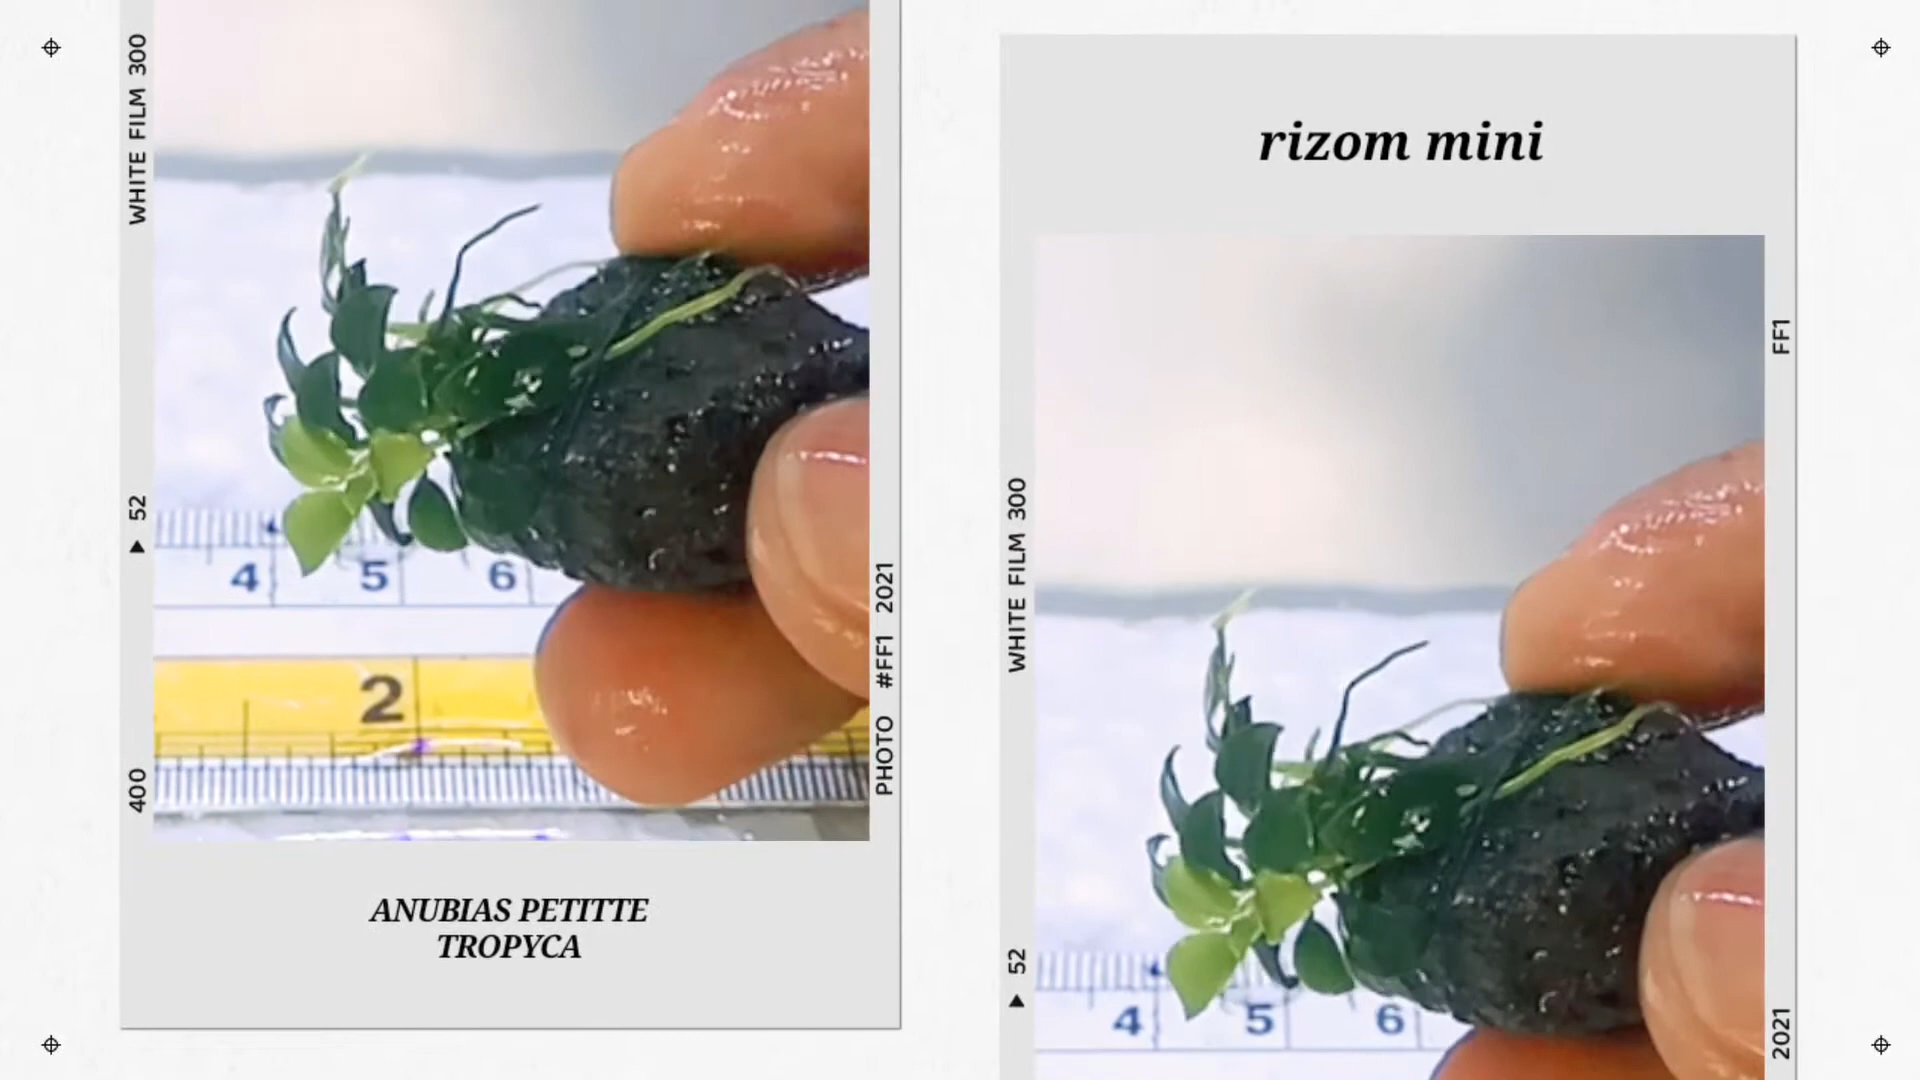 WHITE FILM 300
▶ 52
400
4 5 6
2
PHOTO #FF1 2021
ANUBIAS PETITTE
TROPYCA
rizom mini
WHITE FILM 300
▶ 52
4 5 6
FF1
2021